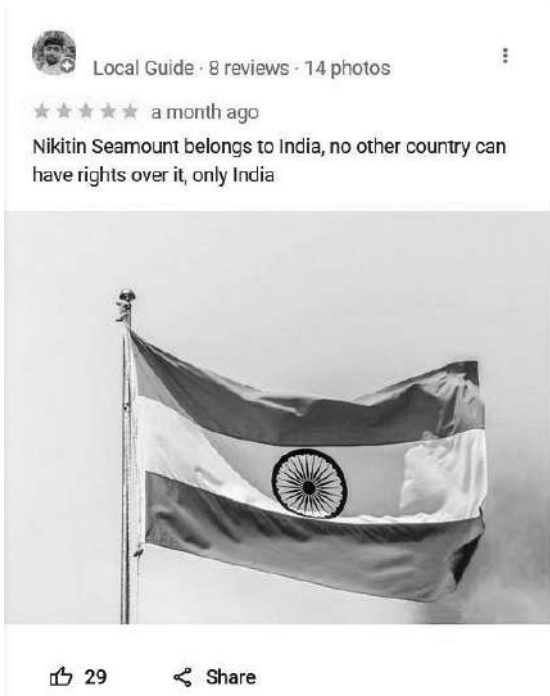 Local Guide · 8 reviews · 14 photos
a month ago
Nikitin Seamount belongs to India, no other country can
have rights over it, only India
29 Share